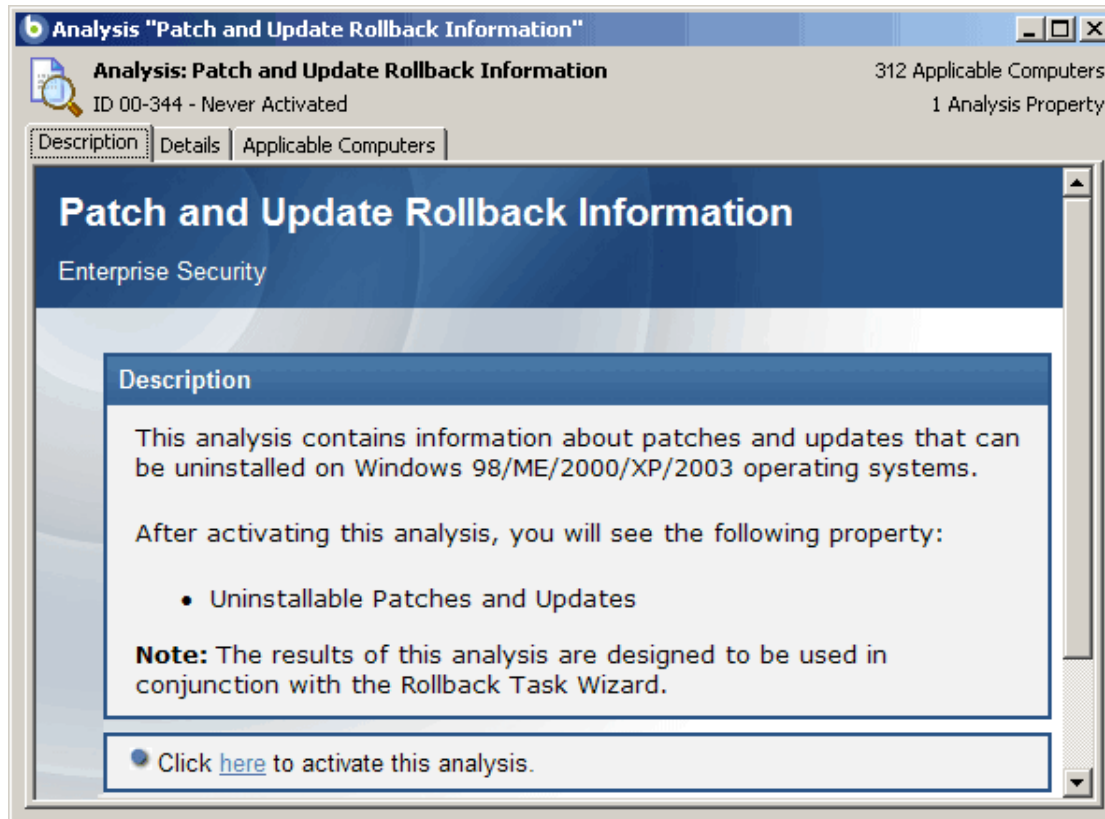 Analysis "Patch and Update Rollback Information"
Analysis: Patch and Update Rollback Information
312 Applicable Computers
ID 00-344 - Never Activated
1 Analysis Property
Description Details Applicable Computers
Patch and Update Rollback Information
Enterprise Security
Description
This analysis contains information about patches and updates that can
be uninstalled on Windows 98/ME/2000/XP/2003 operating systems.
After activating this analysis, you will see the following property:
• Uninstallable Patches and Updates
Note: The results of this analysis are designed to be used in
conjunction with the Rollback Task Wizard.
Click here to activate this analysis.